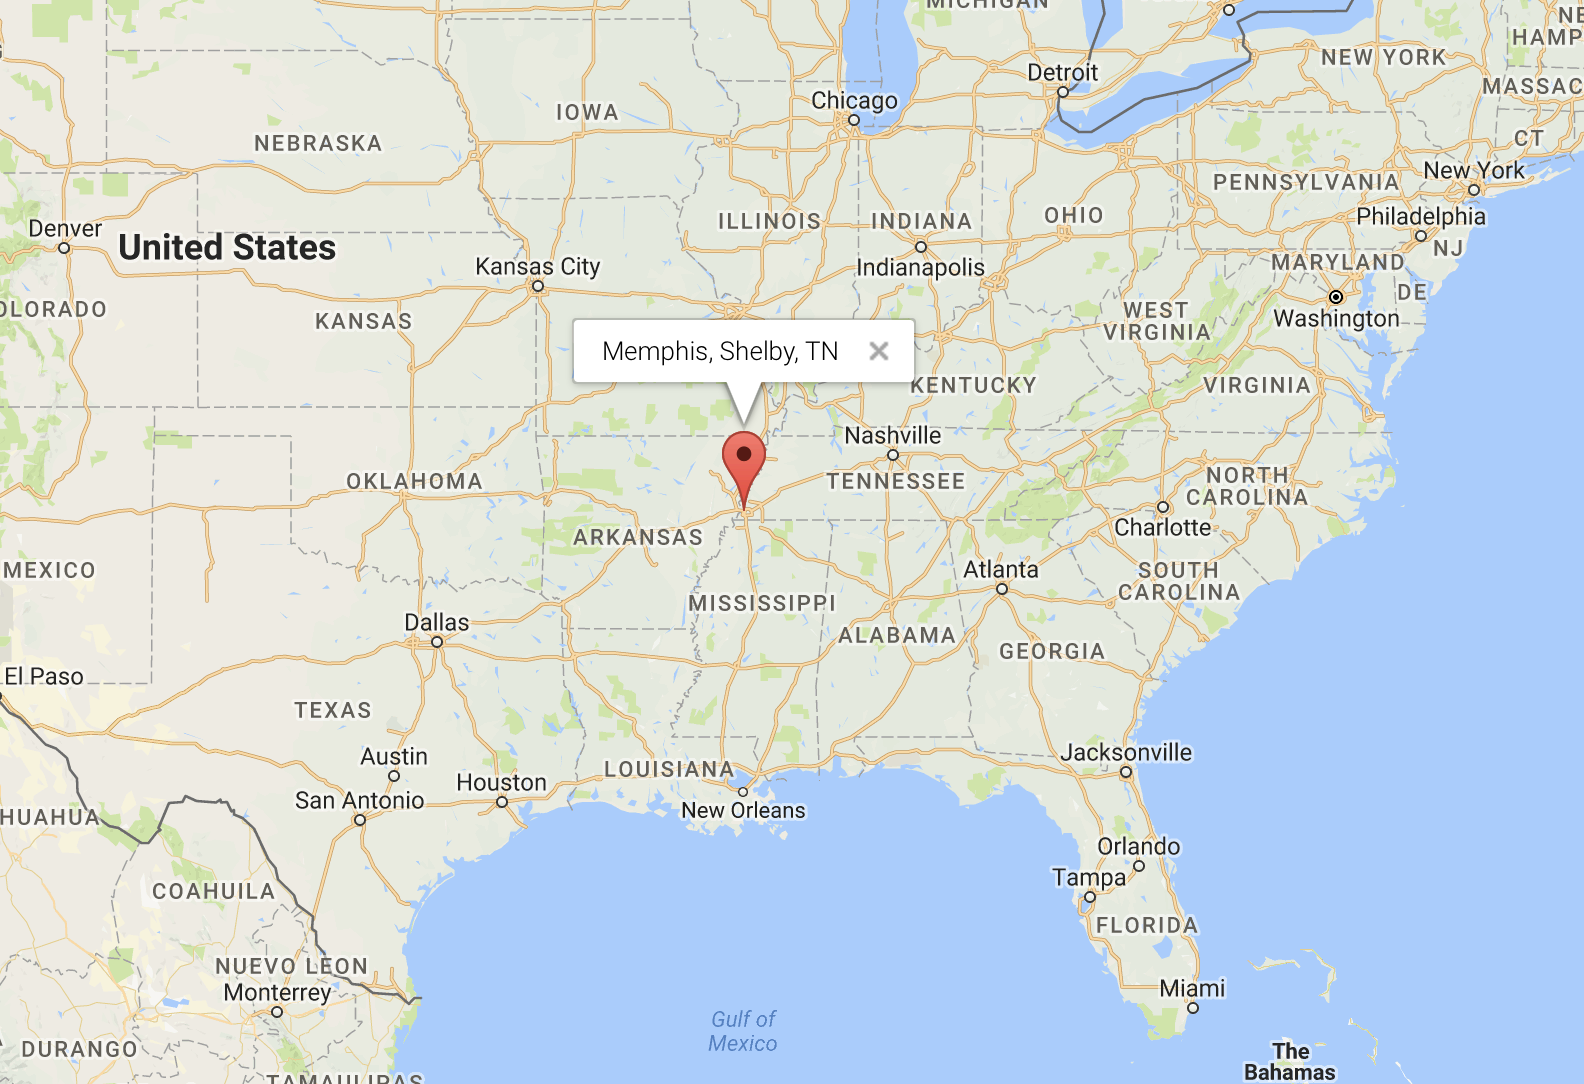 MICHIGAN
NE
HAMP
NEW YORK
Detroit
MASSAC
Chicago
IOWA
CT
NEBRASKA
New York
PENNSYLVANIA
ILLINOIS
INDIANA
OHIO
Philadelphia
Denver
United States
NJ
Kansas City
Indianapolis
MARYLAND
DE
OLORADO
KANSAS
WEST
VIRGINIA
Washington
Memphis, Shelby, TN
KENTUCKY
VIRGINIA
Nashville
OKLAHOMA
TENNESSEE
NORTH
CAROLINA
ARKANSAS
Charlotte
MEXICO
Atlanta
SOUTH
CAROLINA
MISSISSIPPI
Dallas
ALABAMA
GEORGIA
El Paso
TEXAS
Austin
Jacksonville
LOUISIANA
Houston
San Antonio
New Orleans
HUAHUA
Orlando
Tampa
COAHUILA
FLORIDA
NUEVO LEON
Monterrey
Miami
Gulf of
Mexico
DURANGO
The
Bahamas
TAMAULIPAS